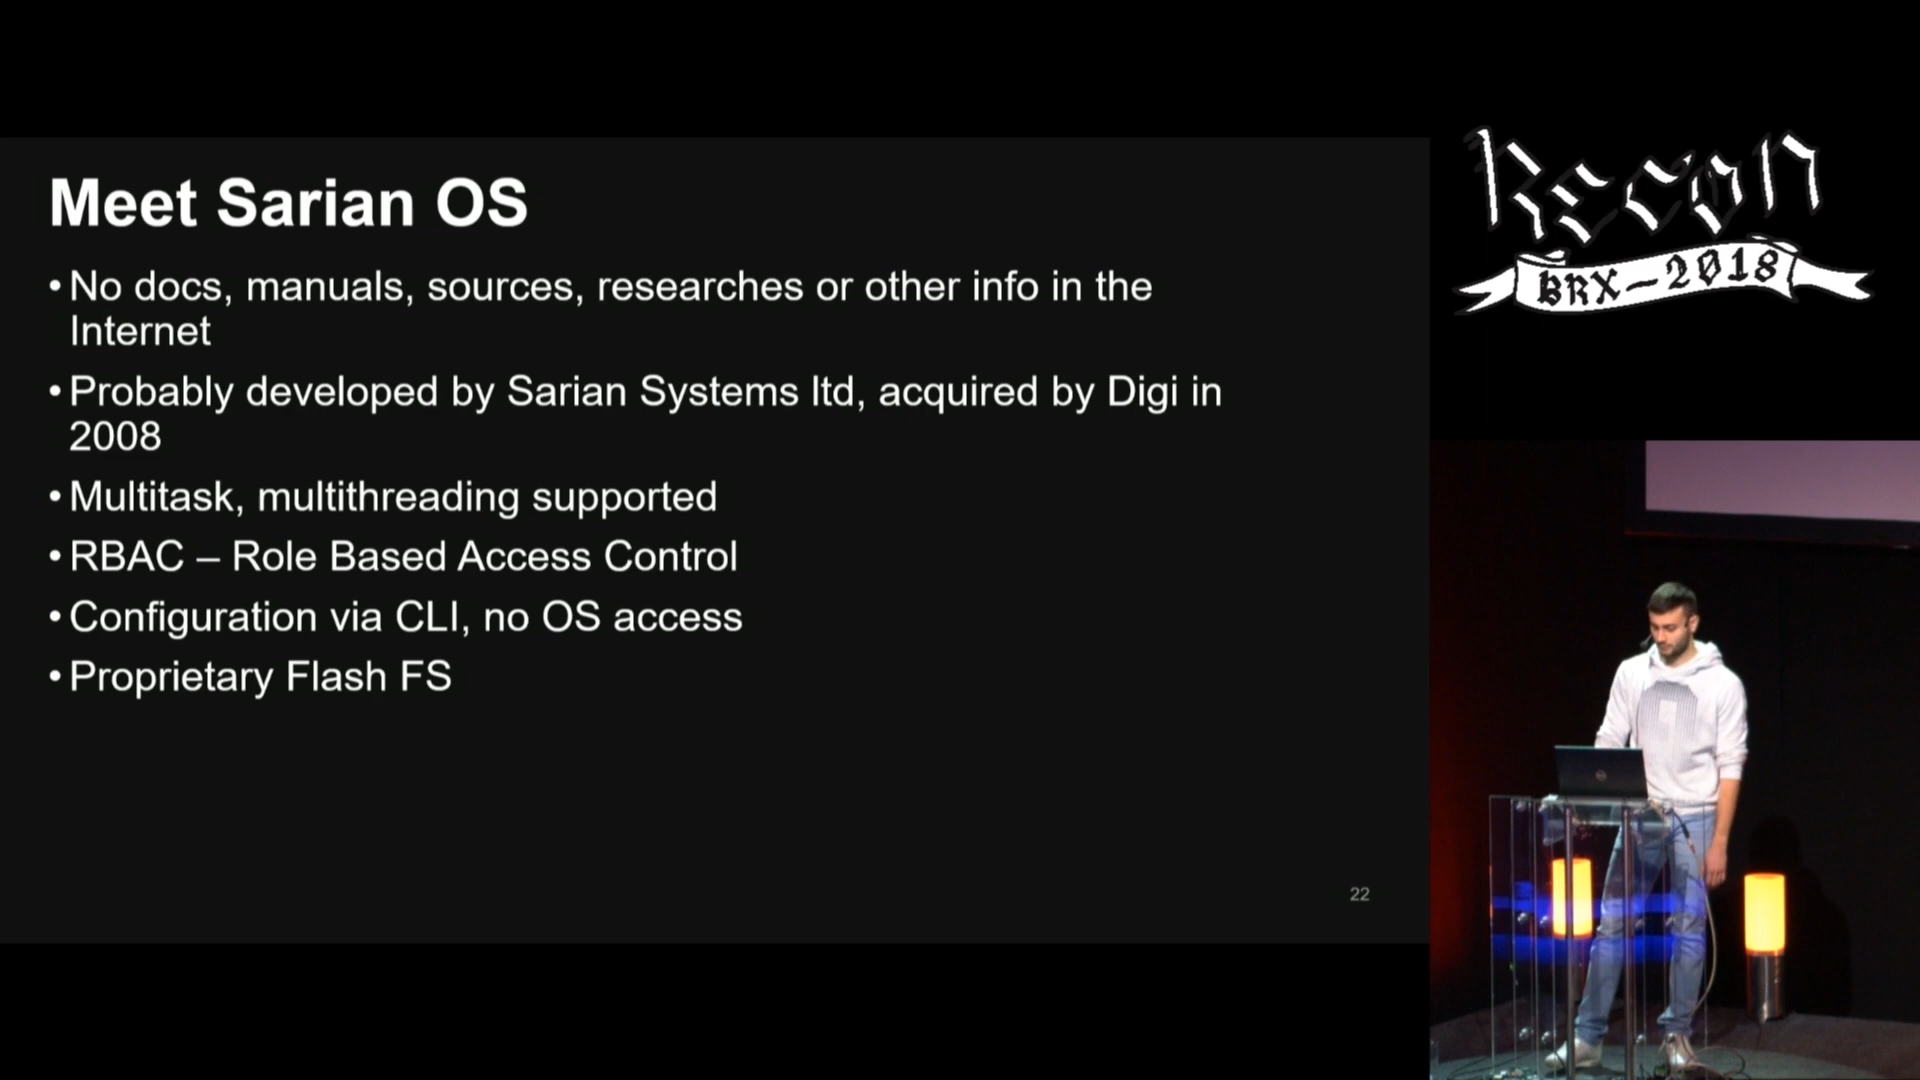 Meet Sarian OS
• No docs, manuals, sources, researches or other info in the
Internet
• Probably developed by Sarian Systems ltd, acquired by Digi in
2008
• Multitask, multithreading supported
• RBAC – Role Based Access Control
• Configuration via CLI, no OS access
• Proprietary Flash FS
22
Recon
BRX-2018